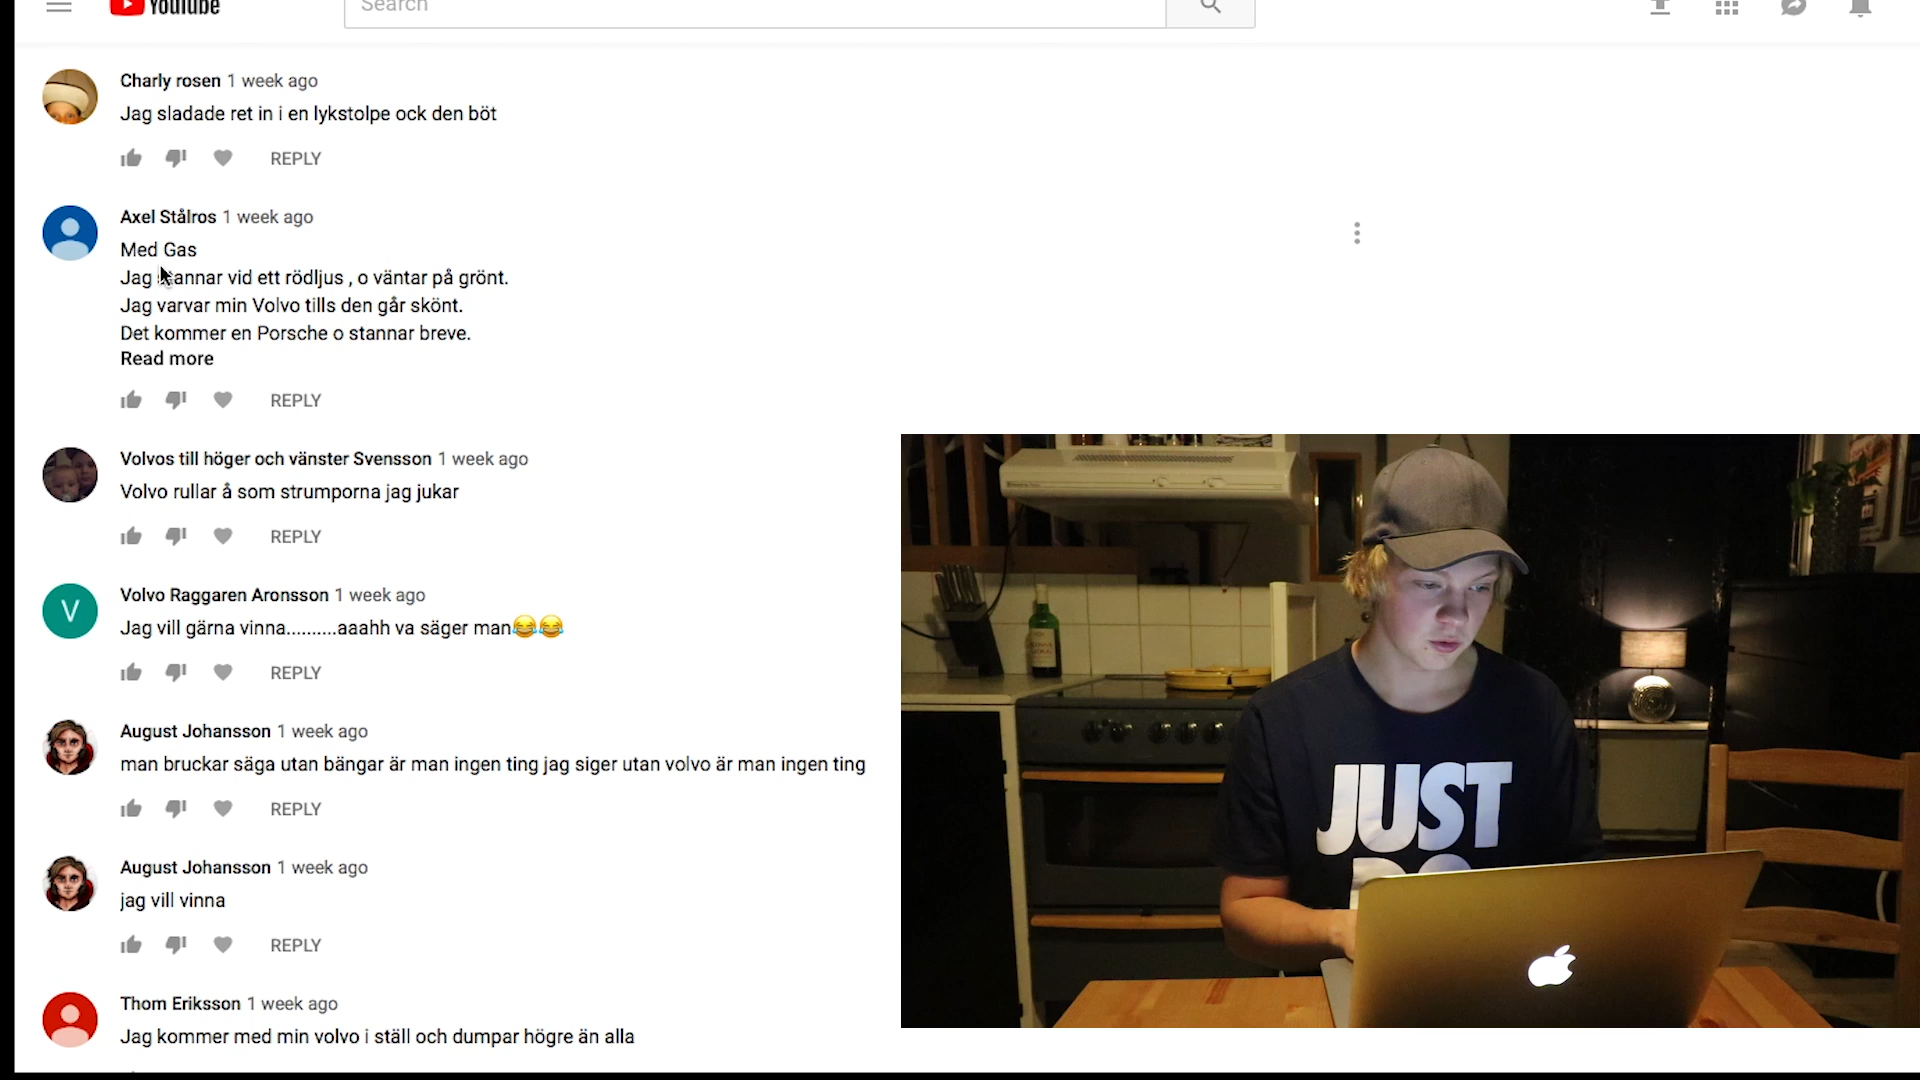 YouTube
Search
Charly rosen 1 week ago
Jag sladade ret in i en lykstolpe ock den böt
REPLY
Axel Stålros 1 week ago
Med Gas
Jag stannar vid ett rödljus , o väntar på grönt.
Jag varvar min Volvo tills den går skönt.
Det kommer en Porsche o stannar breve.
Read more
REPLY
Volvos till höger och vänster Svensson 1 week ago
Volvo rullar å som strumporna jag jukar
REPLY
V
Volvo Raggaren Aronsson 1 week ago
Jag vill gärna vinna..........aaahh va säger man😂😂
REPLY
August Johansson 1 week ago
man bruckar säga utan bängar är man ingen ting jag siger utan volvo är man ingen ting
REPLY
August Johansson 1 week ago
jag vill vinna
REPLY
Thom Eriksson 1 week ago
Jag kommer med min volvo i ställ och dumpar högre än alla
JUST
DO